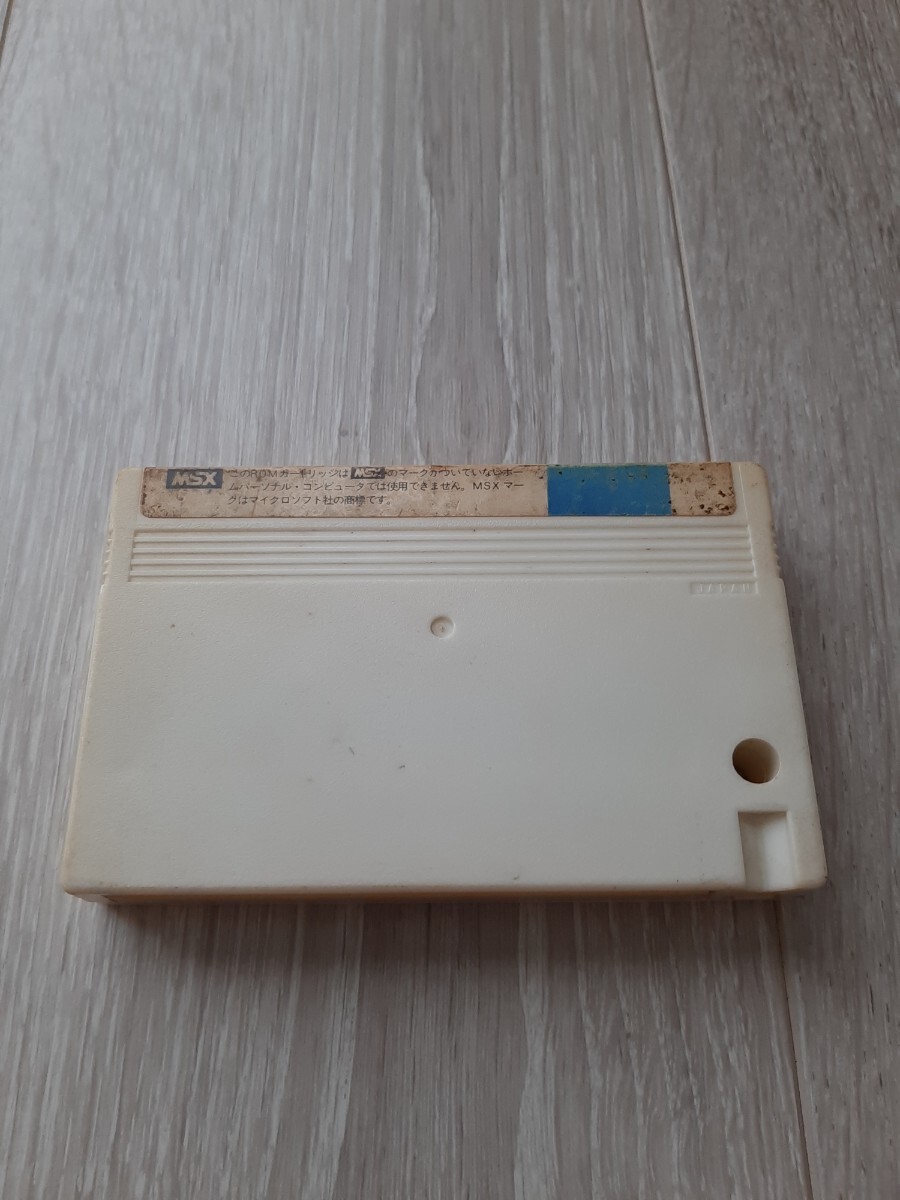 MSX このROMカートリッジはMSXのマークがついていないホー
ムパーソナル・コンピュータでは使用できません。MSXマー
クはマイクロソフト社の商標です。
JAPAN